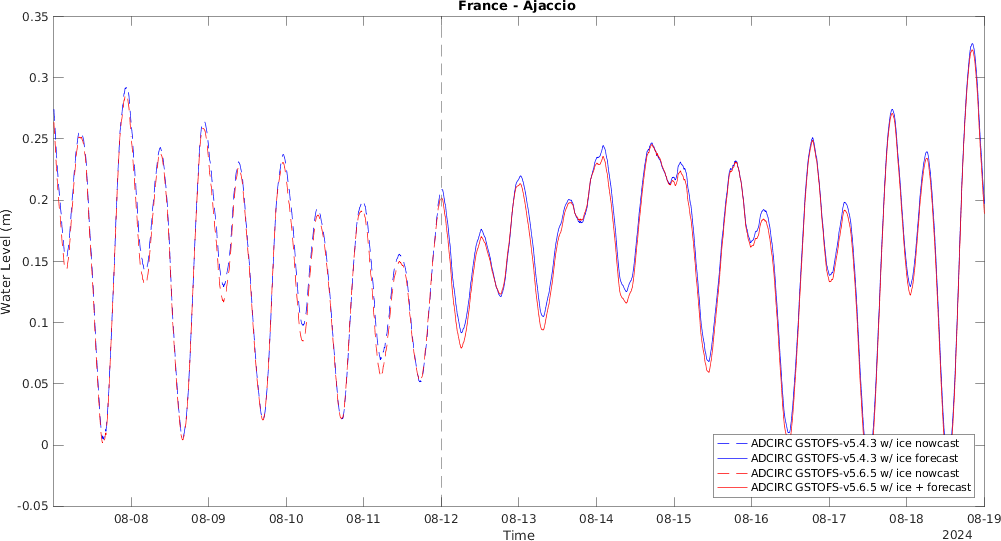 France - Ajaccio
0.35
0.3
0.25
0.2
0.15
0.1
0.05
0
-0.05
Water Level (m)
ADCIRC GSTOFS-v5.4.3 w/ ice nowcast
ADCIRC GSTOFS-v5.4.3 w/ ice forecast
ADCIRC GSTOFS-v5.6.5 w/ ice nowcast
ADCIRC GSTOFS-v5.6.5 w/ ice + forecast
08-08 08-09 08-10 08-11 08-12 08-13 08-14 08-15 08-16 08-17 08-18 08-19
Time
2024